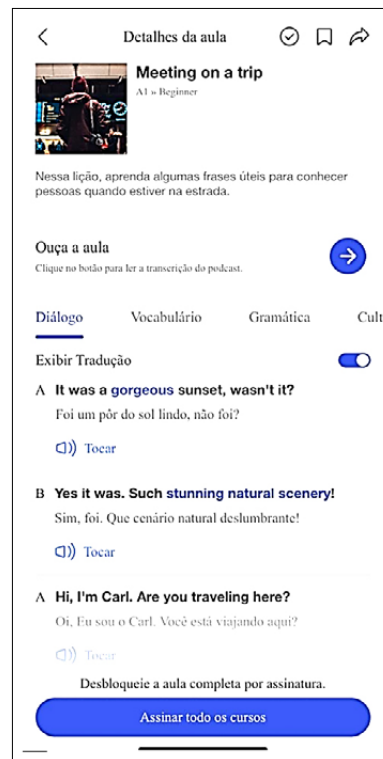 Detalhes da aula
Meeting on a trip
A1 » Beginner
Nessa lição, aprenda algumas frases úteis para conhecer
pessoas quando estiver na estrada.
Ouça a aula
Clique no botão para ler a transcrição do podcast.
Diálogo Vocabulário Gramática Cult
Exibir Tradução
A It was a gorgeous sunset, wasn't it?
Foi um pôr do sol lindo, não foi?
Tocar
B Yes it was. Such stunning natural scenery!
Sim, foi. Que cenário natural deslumbrante!
Tocar
A Hi, I'm Carl. Are you traveling here?
Oi, Eu sou o Carl. Você está viajando aqui?
Tocar
Desbloqueie a aula completa por assinatura.
Assinar todo os cursos